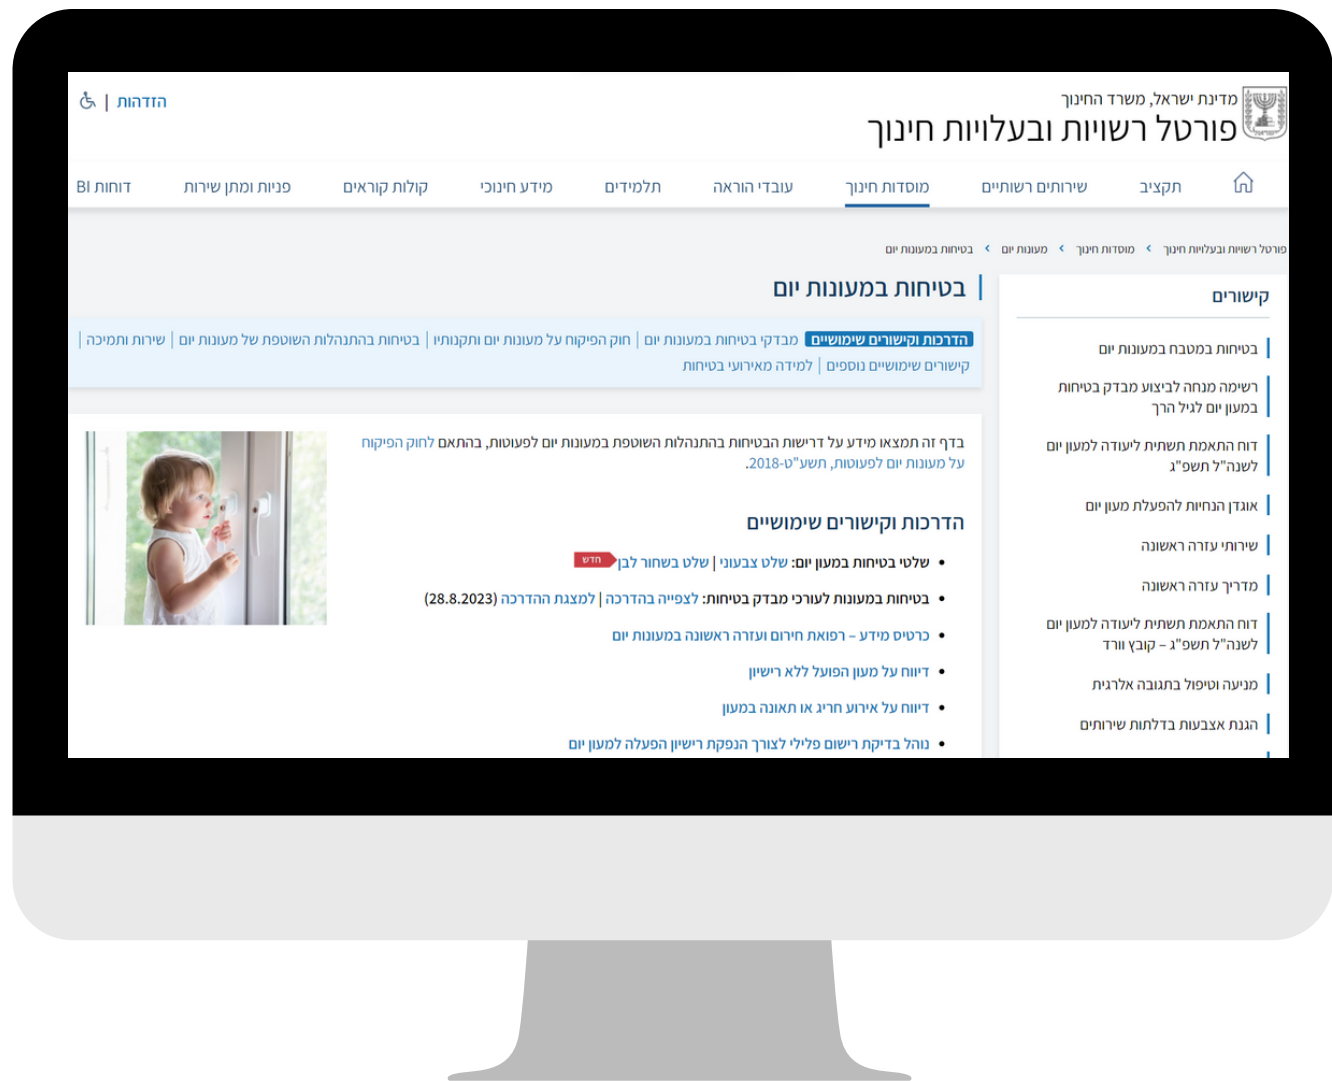 מדינת ישראל, משרד החינוך
פורטל רשויות ובעלויות חינוך
הזדהות |
תקציב
שירותים רשותיים
מוסדות חינוך
עובדי הוראה
תלמידים
מידע חינוכי
קולות קוראים
פניות ומתן שירות
דוחות BI
פורטל רשויות ובעלויות חינוך › מוסדות חינוך › מעונות יום › בטיחות במעונות יום
קישורים
בטיחות במטבח במעונות יום
רשימה מנחה לביצוע מבדק בטיחות
במעון יום לגיל הרך
דוח התאמת תשתית ליעודה למעון יום
לשנה"ל תשפ"ג
אוגדן הנחיות להפעלת מעון יום
שירותי עזרה ראשונה
מדריך עזרה ראשונה
דוח התאמת תשתית ליעודה למעון יום
לשנה"ל תשפ"ג – קובץ וורד
מניעה וטיפול בתגובה אלרגית
הגנת אצבעות בדלתות שירותים
בטיחות במעונות יום
הדרכות וקישורים שימושיים מבדקי בטיחות במעונות יום | חוק הפיקוח על מעונות יום ותקנותיו | בטיחות בהתנהלות השוטפת של מעונות יום | שירות ותמיכה |
קישורים שימושיים נוספים | למידה מאירועי בטיחות
בדף זה תמצאו מידע על דרישות הבטיחות בהתנהלות השוטפת במעונות יום לפעוטות, בהתאם לחוק הפיקוח
על מעונות יום לפעוטות, תשע"ט-2018.
הדרכות וקישורים שימושיים
• שלטי בטיחות במעון יום: שלט צבעוני | שלט בשחור לבן חדש
• בטיחות במעונות לעורכי מבדק בטיחות: לצפייה בהדרכה | למצגת ההדרכה (28.8.2023)
• כרטיס מידע – רפואת חירום ועזרה ראשונה במעונות יום
• דיווח על מעון הפועל ללא רישיון
• דיווח על אירוע חריג או תאונה במעון
• נוהל בדיקת רישום פלילי לצורך הנפקת רישיון הפעלה למעון יום